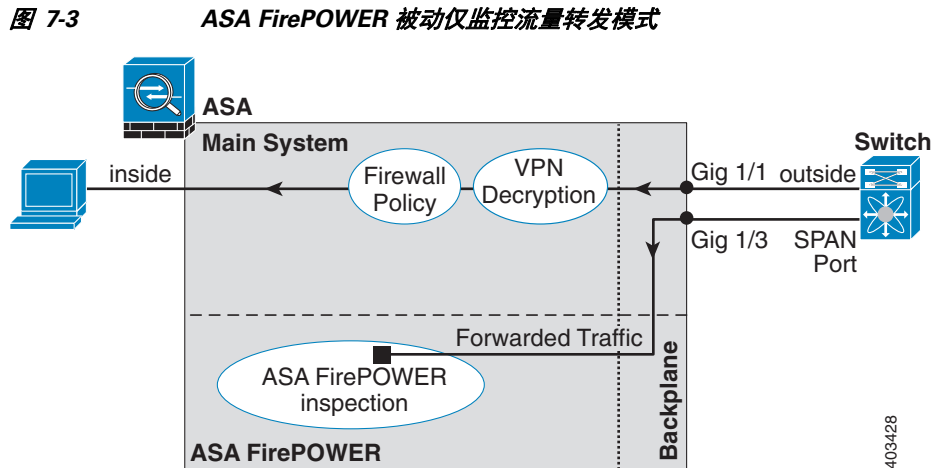 图 7-3 ASA FirePOWER 被动仅监控流量转发模式
ASA
Main System
Switch
inside
Firewall
Policy
VPN
Decryption
Gig 1/1
outside
Gig 1/3
SPAN
Port
Forwarded Traffic
ASA FirePOWER
inspection
Backplane
ASA FirePOWER
403428